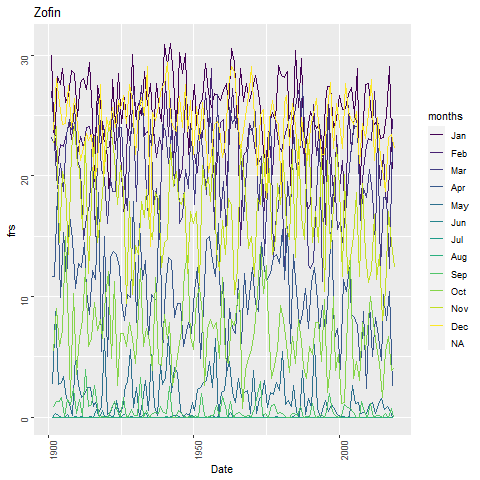 Zofin
frs
30
20
10
0
1900
1950
2000
Date
months
Jan
Feb
Mar
Apr
May
Jun
Jul
Aug
Sep
Oct
Nov
Dec
NA